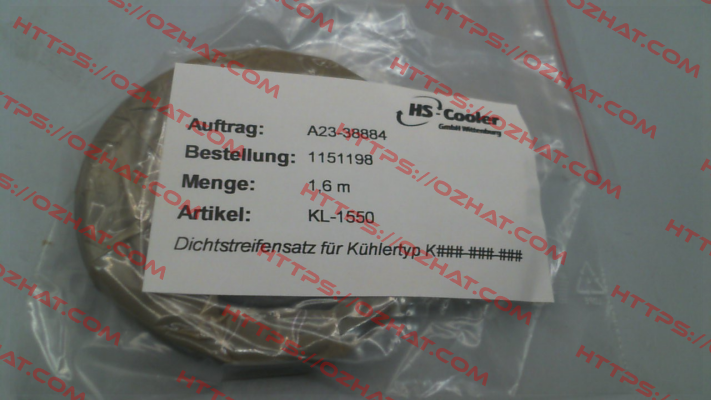 HS-Cooler
GmbH Wittenburg
Auftrag: A23-38884
Bestellung: 1151198
Menge: 1,6 m
Artikel: KL-1550
Dichtstreifensatz für Kühlertyp K### ### ###
HTTPS://OZHAT.COM